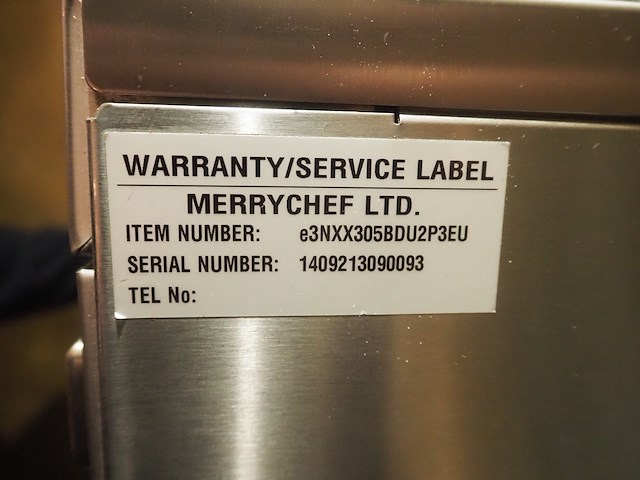 WARRANTY/SERVICE LABEL
MERRYCHEF LTD.
ITEM NUMBER: e3NXX305BDU2P3EU
SERIAL NUMBER: 1409213090093
TEL No: